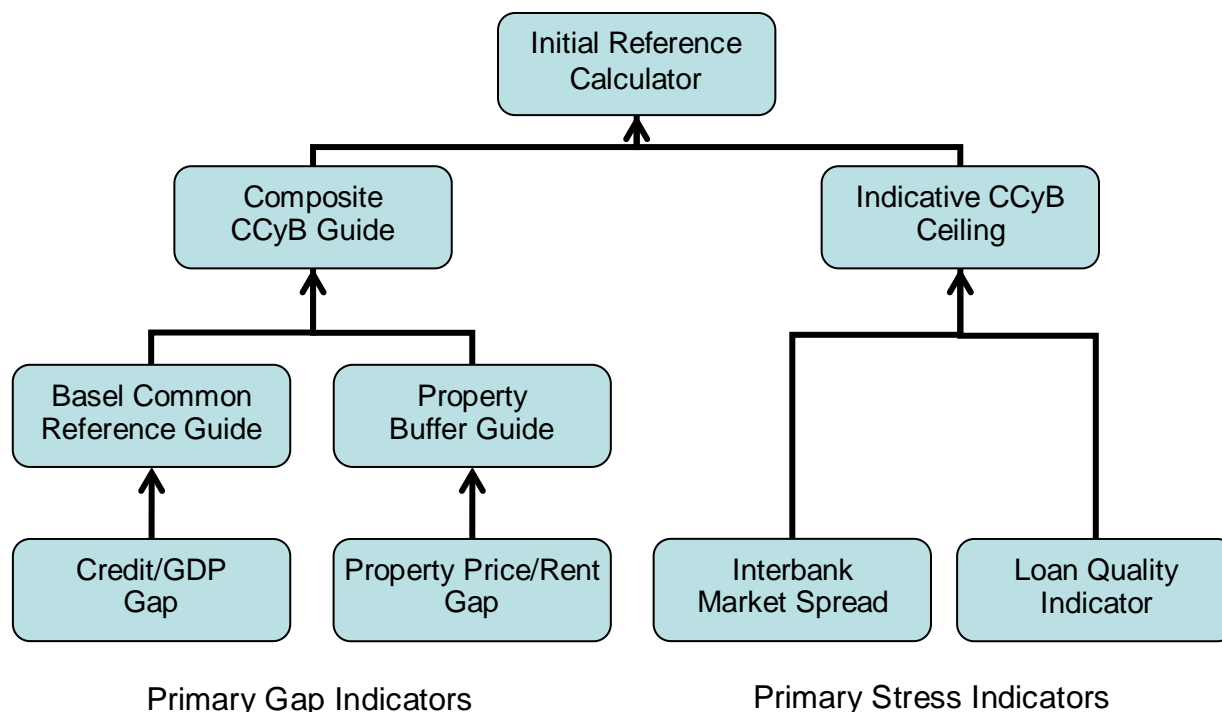 Initial Reference
Calculator
Composite
CCyB Guide
Indicative CCyB
Ceiling
Basel Common
Reference Guide
Property
Buffer Guide
Credit/GDP
Gap
Property Price/Rent
Gap
Interbank
Market Spread
Loan Quality
Indicator
Primary Gap Indicators
Primary Stress Indicators